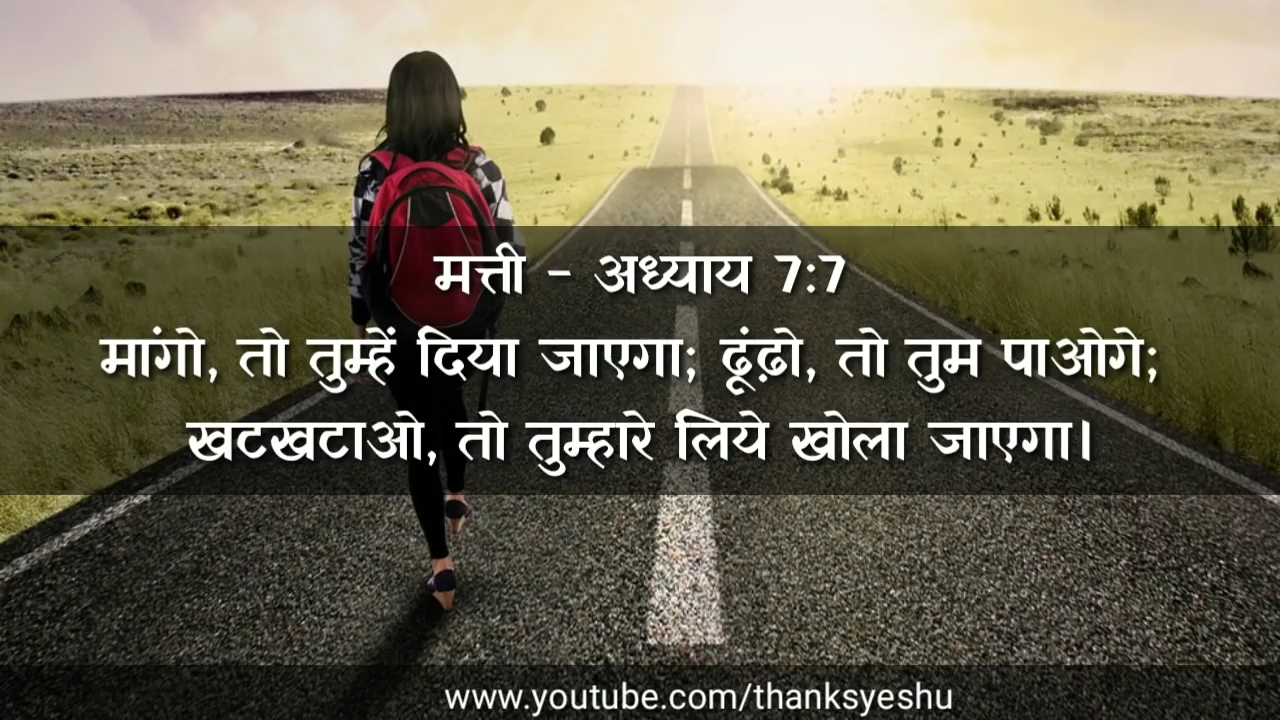 मत्ती - अध्याय 7:7
मांगो, तो तुम्हें दिया जाएगा; ढूंढ़ो, तो तुम पाओगे;
खटखटाओ, तो तुम्हारे लिये खोला जाएगा।
www.youtube.com/thanksyeshu